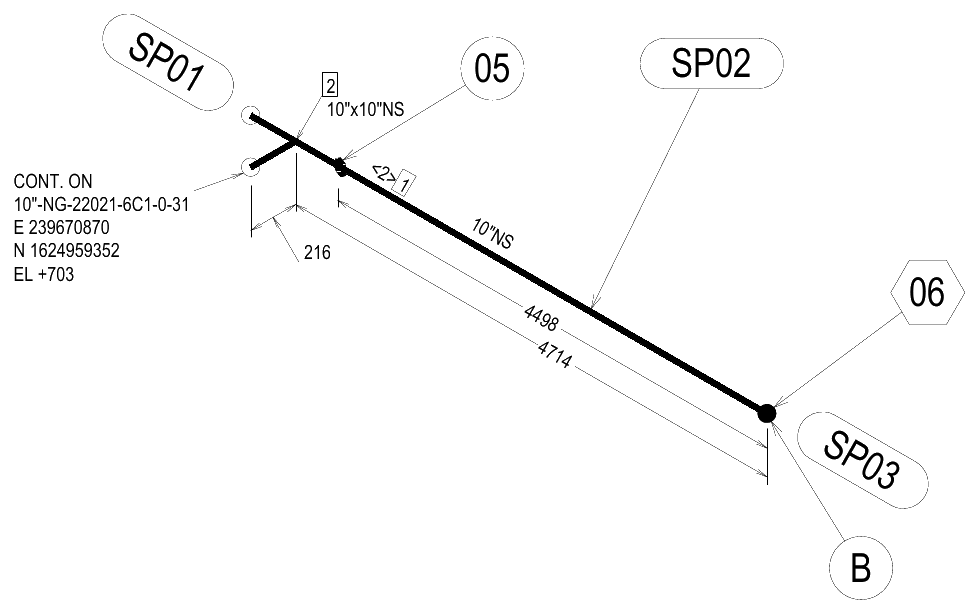 SP01
05
SP02
2
10"x10"NS
<2> 1
CONT. ON
10"-NG-22021-6C1-0-31
E 239670870
N 1624959352
EL +703
216
10"NS
4498
4714
06
SP03
B